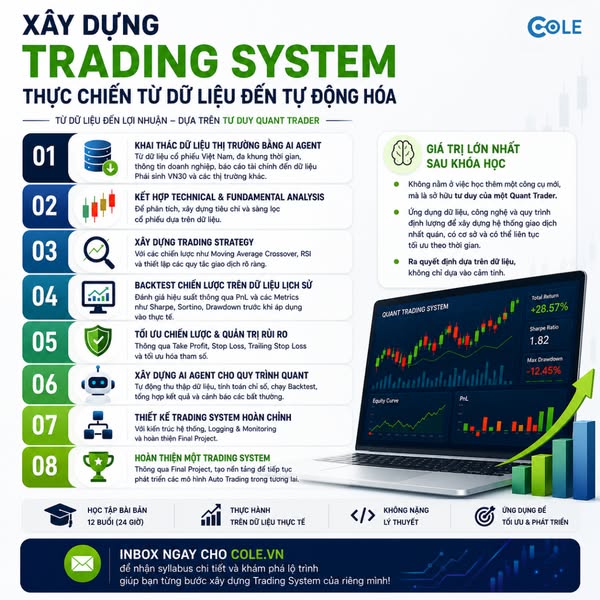 XÂY DỰNG
COLE
TRADING SYSTEM
THỰC CHIẾN TỪ DỮ LIỆU ĐẾN TỰ ĐỘNG HÓA
TỪ DỮ LIỆU ĐẾN LỢI NHUẬN – DỰA TRÊN TƯ DUY QUANT TRADER
01
KHAI THÁC DỮ LIỆU THỊ TRƯỜNG BẰNG AI AGENT
Từ dữ liệu cổ phiếu Việt Nam, đa khung thời gian,
thông tin doanh nghiệp, báo cáo tài chính đến dữ liệu
Phái sinh VN30 và các thị trường khác.
02
KẾT HỢP TECHNICAL & FUNDAMENTAL ANALYSIS
Để phân tích, xây dựng tiêu chí và sàng lọc
cổ phiếu dựa trên dữ liệu.
03
XÂY DỰNG TRADING STRATEGY
Với các chiến lược như Moving Average Crossover, RSI
và thiết lập các quy tắc giao dịch rõ ràng.
04
BACKTEST CHIẾN LƯỢC TRÊN DỮ LIỆU LỊCH SỬ
Đánh giá hiệu suất thông qua PnL và các Metrics
như Sharpe, Sortino, Drawdown trước khi áp dụng
vào thực tế.
05
TỐI ƯU CHIẾN LƯỢC & QUẢN TRỊ RỦI RO
Thông qua Take Profit, Stop Loss, Trailing Stop Loss
và tối ưu hóa tham số.
06
XÂY DỰNG AI AGENT CHO QUY TRÌNH QUANT
Tự động thu thập dữ liệu, tính toán chỉ số, chạy Backtest,
tổng hợp kết quả và cảnh báo các bất thường.
07
THIẾT KẾ TRADING SYSTEM HOÀN CHỈNH
Với kiến trúc hệ thống, Logging & Monitoring
và hoàn thiện Final Project.
08
HOÀN THIỆN MỘT TRADING SYSTEM
Thông qua Final Project, tạo nền tảng để tiếp tục
phát triển các mô hình Auto Trading trong tương lai.
GIÁ TRỊ LỚN NHẤT
SAU KHÓA HỌC
Không nằm ở việc học thêm một công cụ mới,
mà là sở hữu tư duy của một Quant Trader.
Ứng dụng dữ liệu, công nghệ và quy trình
định lượng để xây dựng hệ thống giao dịch
nhất quán, có cơ sở và có thể liên tục
tối ưu theo thời gian.
Ra quyết định dựa trên dữ liệu,
không chỉ dựa vào cảm tính.
QUANT TRADING SYSTEM
Total Return
+28.57%
Sharpe Ratio
1.82
Max Drawdown
-12.45%
Equity Curve
PnL
HỌC TẬP BÀI BẢN
12 BUỔI (24 GIỜ)
THỰC HÀNH
TRÊN DỮ LIỆU THỰC TẾ
KHÔNG NẶNG
LÝ THUYẾT
ỨNG DỤNG ĐỂ
TỐI ƯU & PHÁT TRIỂN
INBOX NGAY CHO COLE.VN
để nhận syllabus chi tiết và khám phá lộ trình
giúp bạn từng bước xây dựng Trading System của riêng mình!